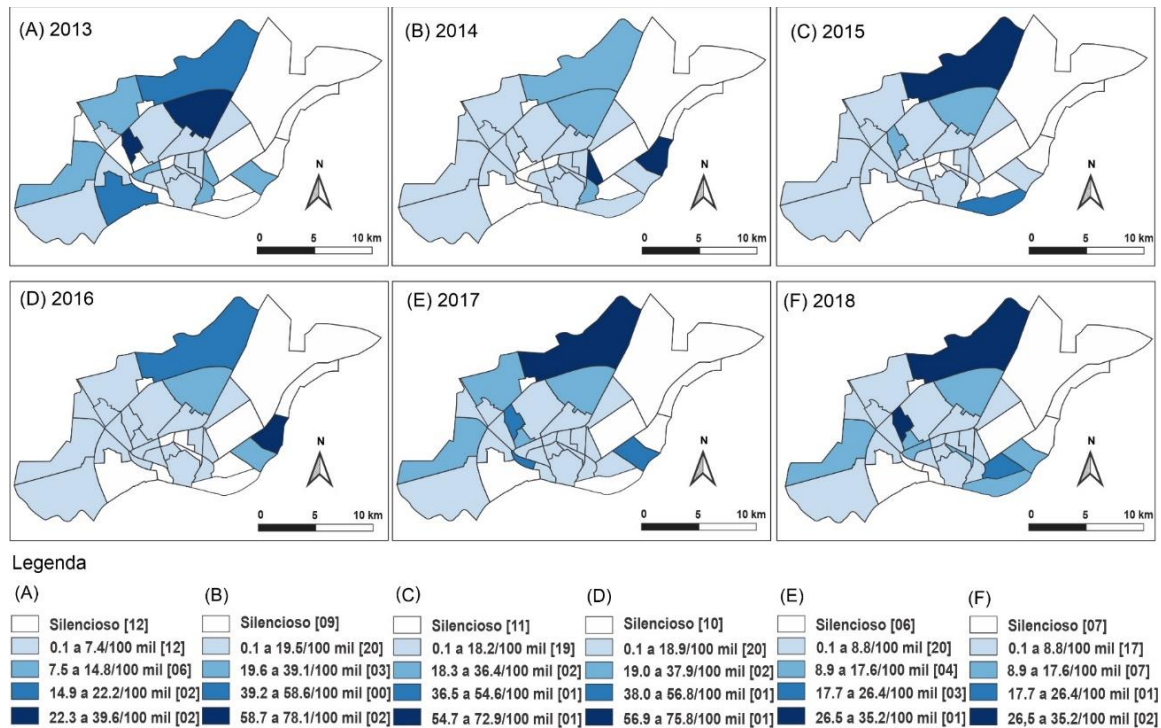 (A) 2013
N
0 5 10 km
(B) 2014
N
0 5 10 km
(C) 2015
N
0 5 10 km
(D) 2016
N
0 5 10 km
(E) 2017
N
0 5 10 km
(F) 2018
N
0 5 10 km
Legenda
(A)
Silencioso [12]
0.1 a 7.4/100 mil [12]
7.5 a 14.8/100 mil [06]
14.9 a 22.2/100 mil [02]
22.3 a 39.6/100 mil [02]
(B)
Silencioso [09]
0.1 a 19.5/100 mil [20]
19.6 a 39.1/100 mil [03]
39.2 a 58.6/100 mil [00]
58.7 a 78.1/100 mil [02]
(C)
Silencioso [11]
0.1 a 18.2/100 mil [19]
18.3 a 36.4/100 mil [02]
36.5 a 54.6/100 mil [01]
54.7 a 72.9/100 mil [01]
(D)
Silencioso [10]
0.1 a 18.9/100 mil [20]
19.0 a 37.9/100 mil [02]
38.0 a 56.8/100 mil [01]
56.9 a 75.8/100 mil [01]
(E)
Silencioso [06]
0.1 a 8.8/100 mil [20]
8.9 a 17.6/100 mil [04]
17.7 a 26.4/100 mil [03]
26.5 a 35.2/100 mil [01]
(F)
Silencioso [07]
0.1 a 8.8/100 mil [17]
8.9 a 17.6/100 mil [07]
17.7 a 26.4/100 mil [01]
26,5 a 35.2/100 mil [02]